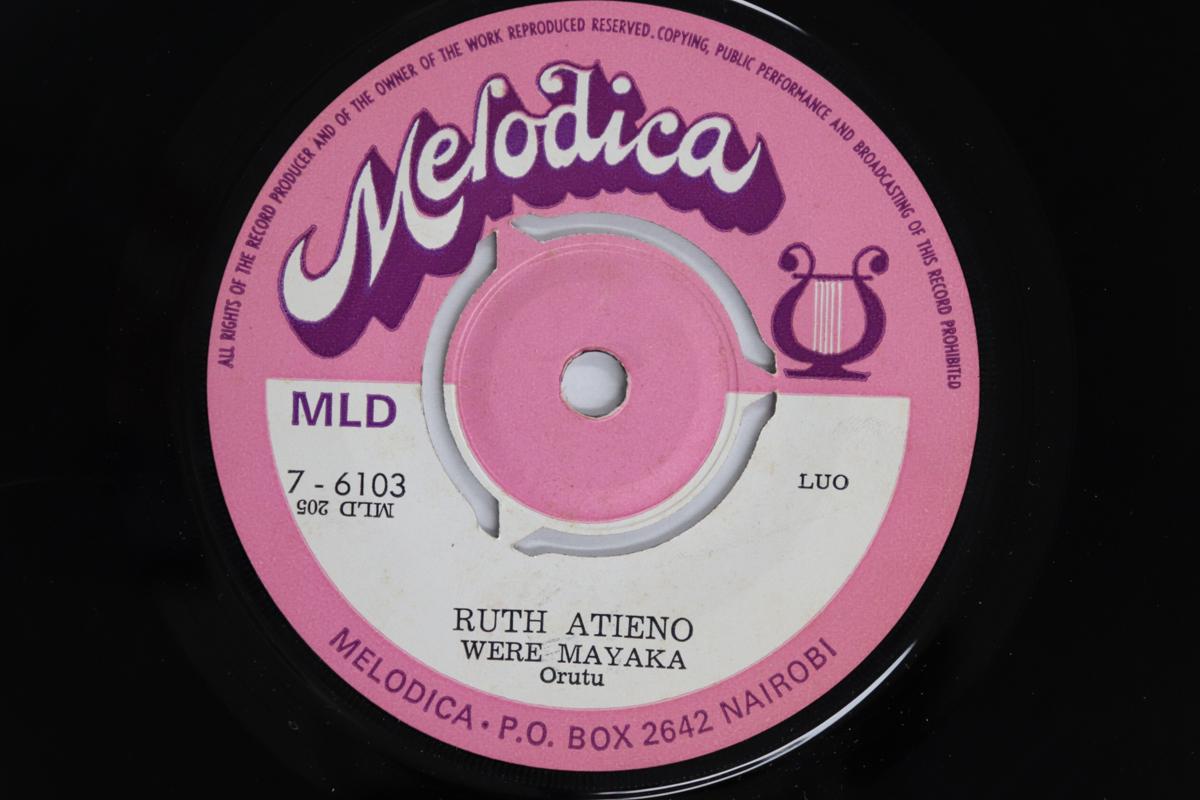 ALL RIGHTS OF THE RECORD PRODUCER AND OF THE OWNER OF THE WORK REPRODUCED RESERVED. COPYING, PUBLIC PERFORMANCE AND BROADCASTING OF THIS RECORD PROHIBITED
Melodica
MLD
7 - 6103
MLD 205
LUO
RUTH ATIENO
WERE MAYAKA
Orutu
MELODICA • P.O. BOX 2642 NAIROBI